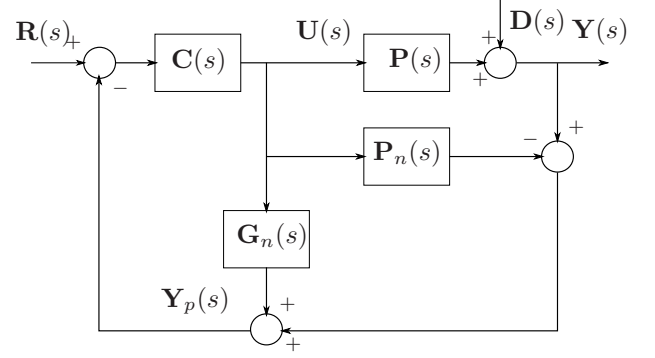 R(s) + − C(s) U(s) P(s) + + D(s) Y(s)
P_n(s) − +
G_n(s)
Y_p(s) + +